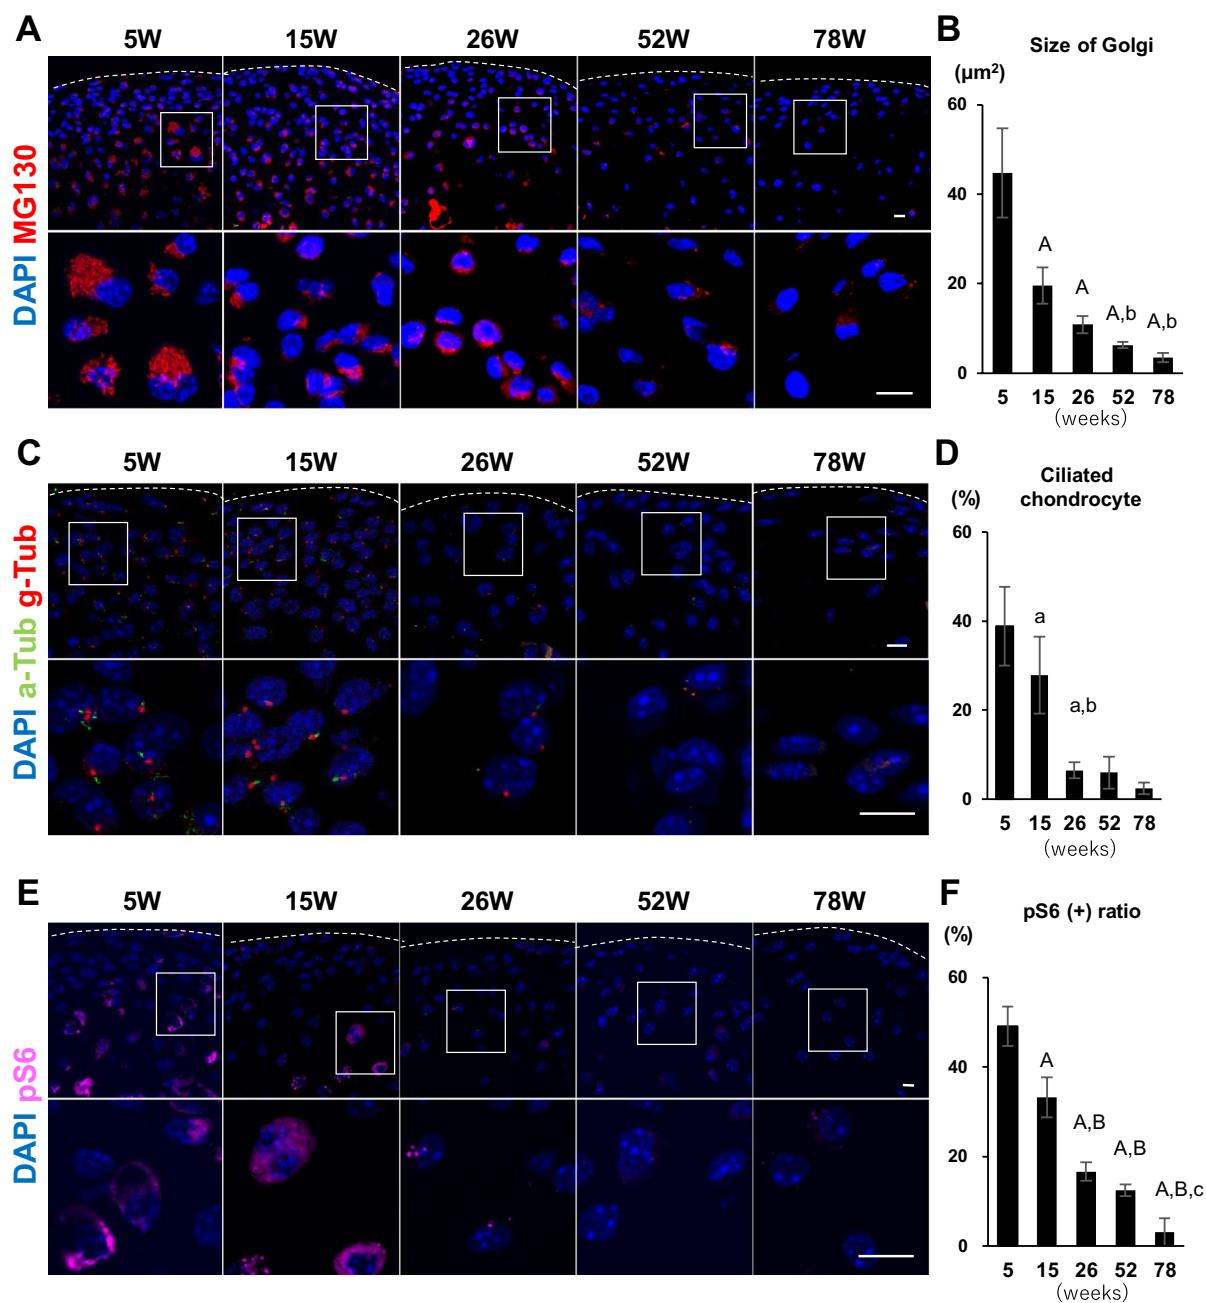 A
5W 15W 26W 52W 78W
DAPI MG130
B
Size of Golgi
(μm²)
60
40
20
0
A
A
A,b
A,b
5 15 26 52 78
(weeks)
C
5W 15W 26W 52W 78W
DAPI a-Tub g-Tub
D
Ciliated
chondrocyte
(%)
60
40
20
0
a
a,b
5 15 26 52 78
(weeks)
E
5W 15W 26W 52W 78W
DAPI pS6
F
pS6 (+) ratio
(%)
60
40
20
0
A
A,B
A,B
A,B,c
5 15 26 52 78
(weeks)